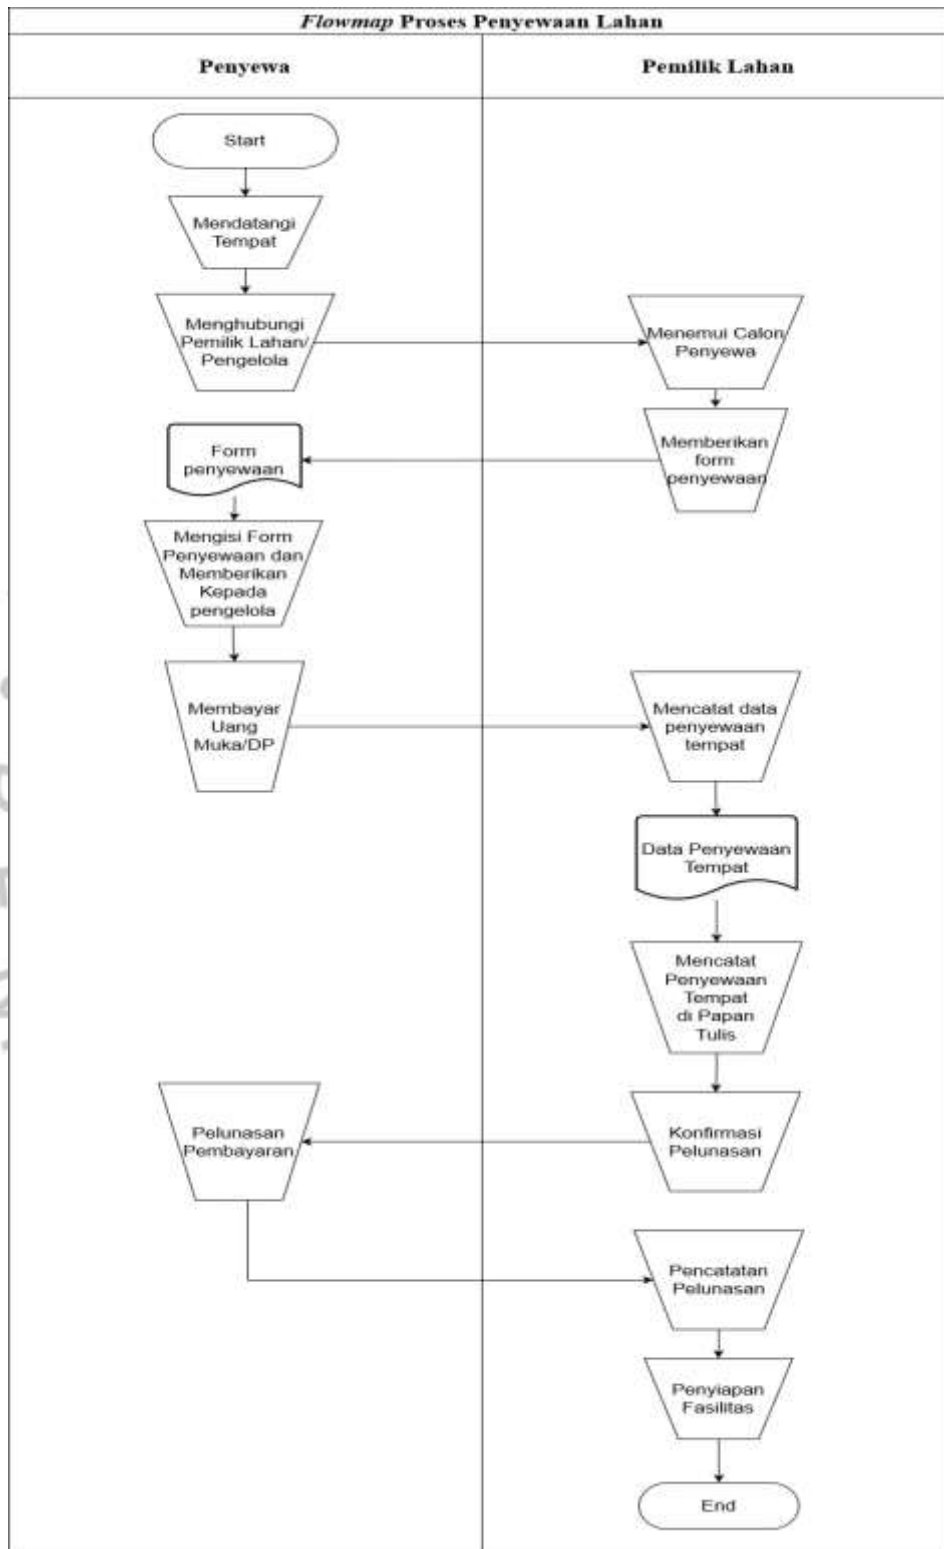 Flowmap Proses Penyewaan Lahan
Penyewa
Pemilik Lahan
Start
Mendatangi
Tempat
Menghubungi
Pemilik Lahan/
Pengelola
Menemui Calon
Penyewa
Memberikan
form
penyewaan
Form
penyewaan
Mengisi Form
Penyewaan dan
Memberikan
Kepada
pengelola
Membayar
Uang
Muka/DP
Mencatat data
penyewaan
tempat
Data Penyewaan
Tempat
Mencatat
Penyewaan
Tempat
di Papan
Tulis
Konfirmasi
Pelunasan
Pelunasan
Pembayaran
Pencatatan
Pelunasan
Penyiapan
Fasilitas
End